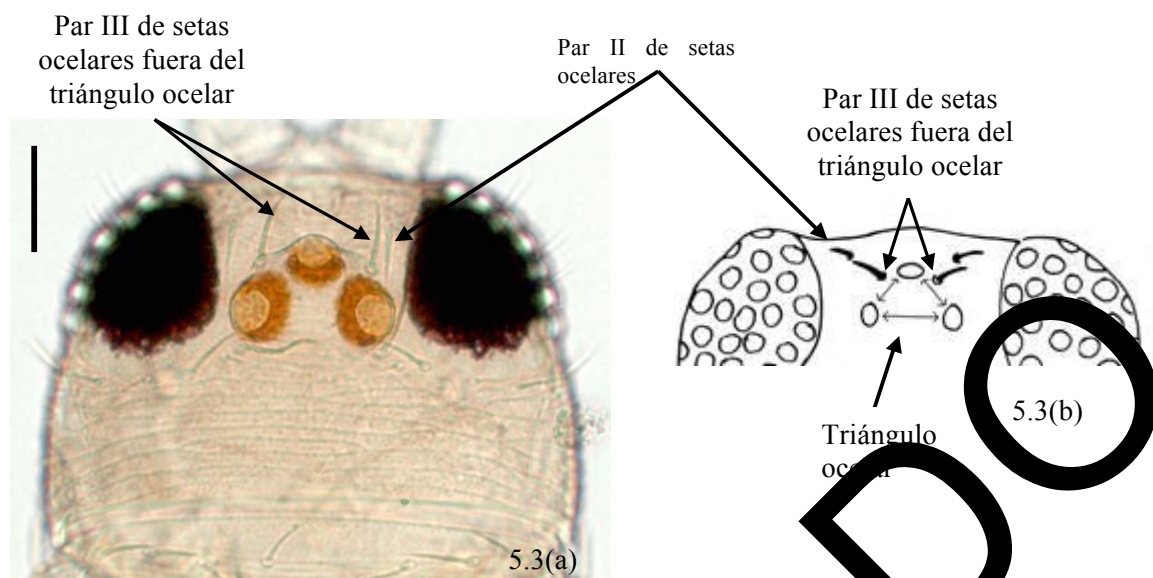 Par III de setas
ocelares fuera del
triángulo ocelar
Par II de setas
ocelares
Par III de setas
ocelares fuera del
triángulo ocelar
5.3(b)
Triángulo
5.3(a)